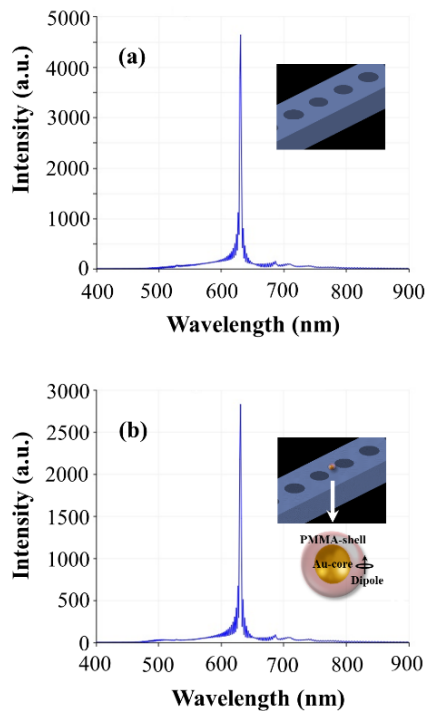 5000
(a)
4000
3000
2000
1000
0
Intensity (a.u.)
400 500 600 700 800 900
Wavelength (nm)
3000
(b)
2500
2000
1500
1000
500
0
Intensity (a.u.)
PMMA-shell
Au-core
Dipole
400 500 600 700 800 900
Wavelength (nm)